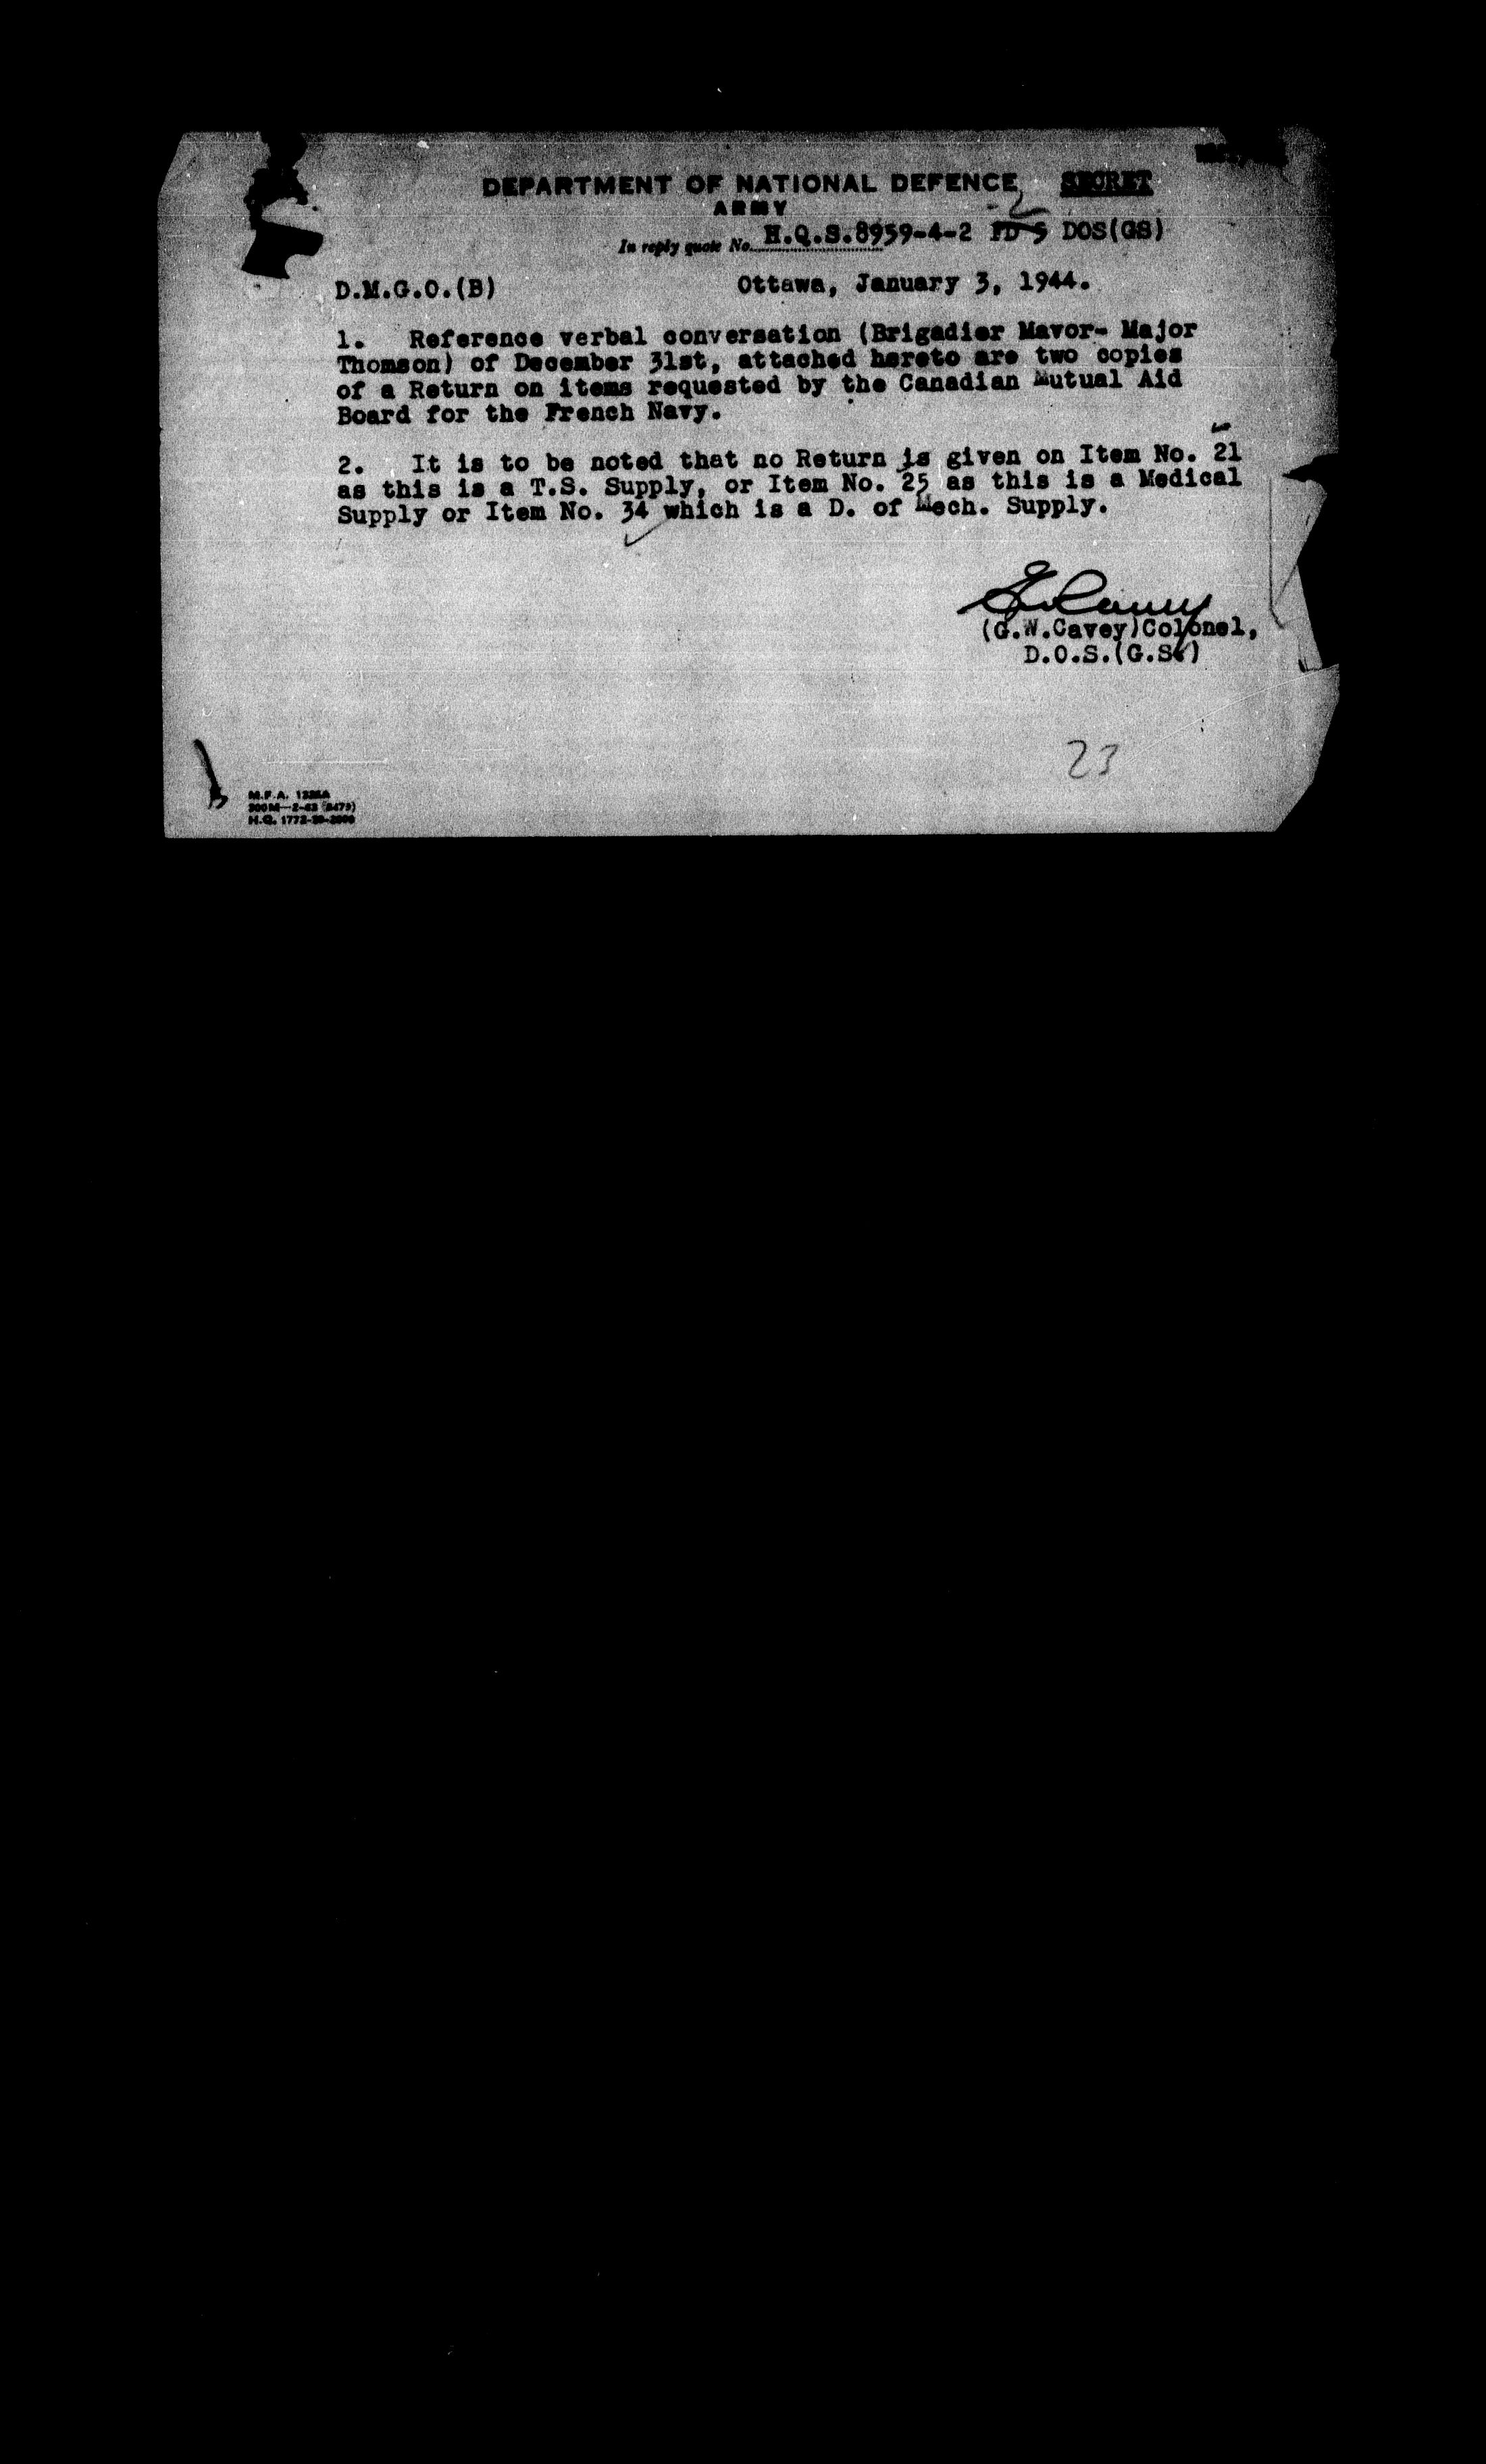 DEPARTMENT OF NATIONAL DEFENCE SECRET
ARMY
In reply quote No. H.Q.S.8959-4-2 FD 5 DOS(GS)
D.M.G.O.(B) Ottawa, January 3, 1944.
1. Reference verbal conversation (Brigadier Mavor- Major
Thomson) of December 31st, attached hereto are two copies
of a Return on items requested by the Canadian Mutual Aid
Board for the French Navy.
2. It is to be noted that no Return is given on Item No. 21
as this is a T.S. Supply, or Item No. 25 as this is a Medical
Supply or Item No. 34 which is a D. of Mech. Supply.
(G.W.Cavey)Colonel,
D.O.S.(G.S.)
23
M.F.A.
H.Q.